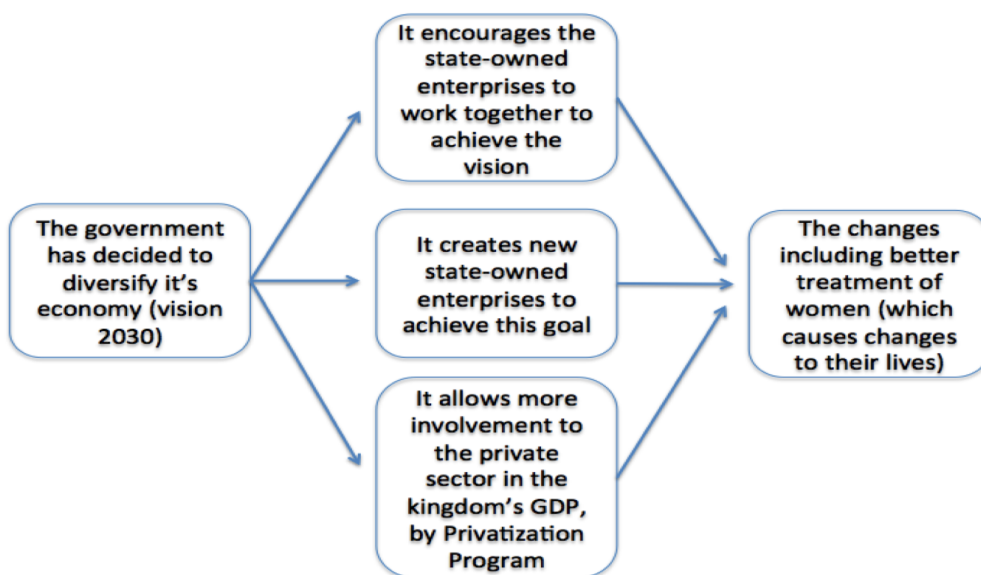 The government
has decided to
diversify it's
economy (vision
2030)
It encourages the
state-owned
enterprises to
work together to
achieve the
vision
It creates new
state-owned
enterprises to
achieve this goal
It allows more
involvement to
the private
sector in the
kingdom's GDP,
by Privatization
Program
The changes
including better
treatment of
women (which
causes changes
to their lives)